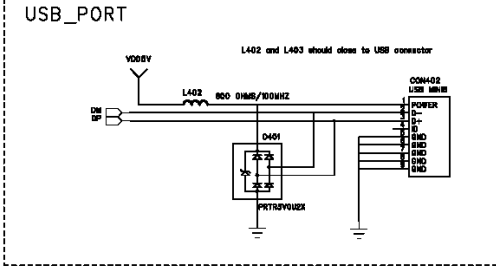 USB_PORT
L402 and L403 should close to USB connector
VDD5V
L402
600 OHMS/100MHZ
CON402
USB MINIB
DM
DP
1 POWER
2 D-
3 D+
4 ID
5 GND
6 GND
7 GND
8 GND
9 GND
D401
PRTR5V0U2X